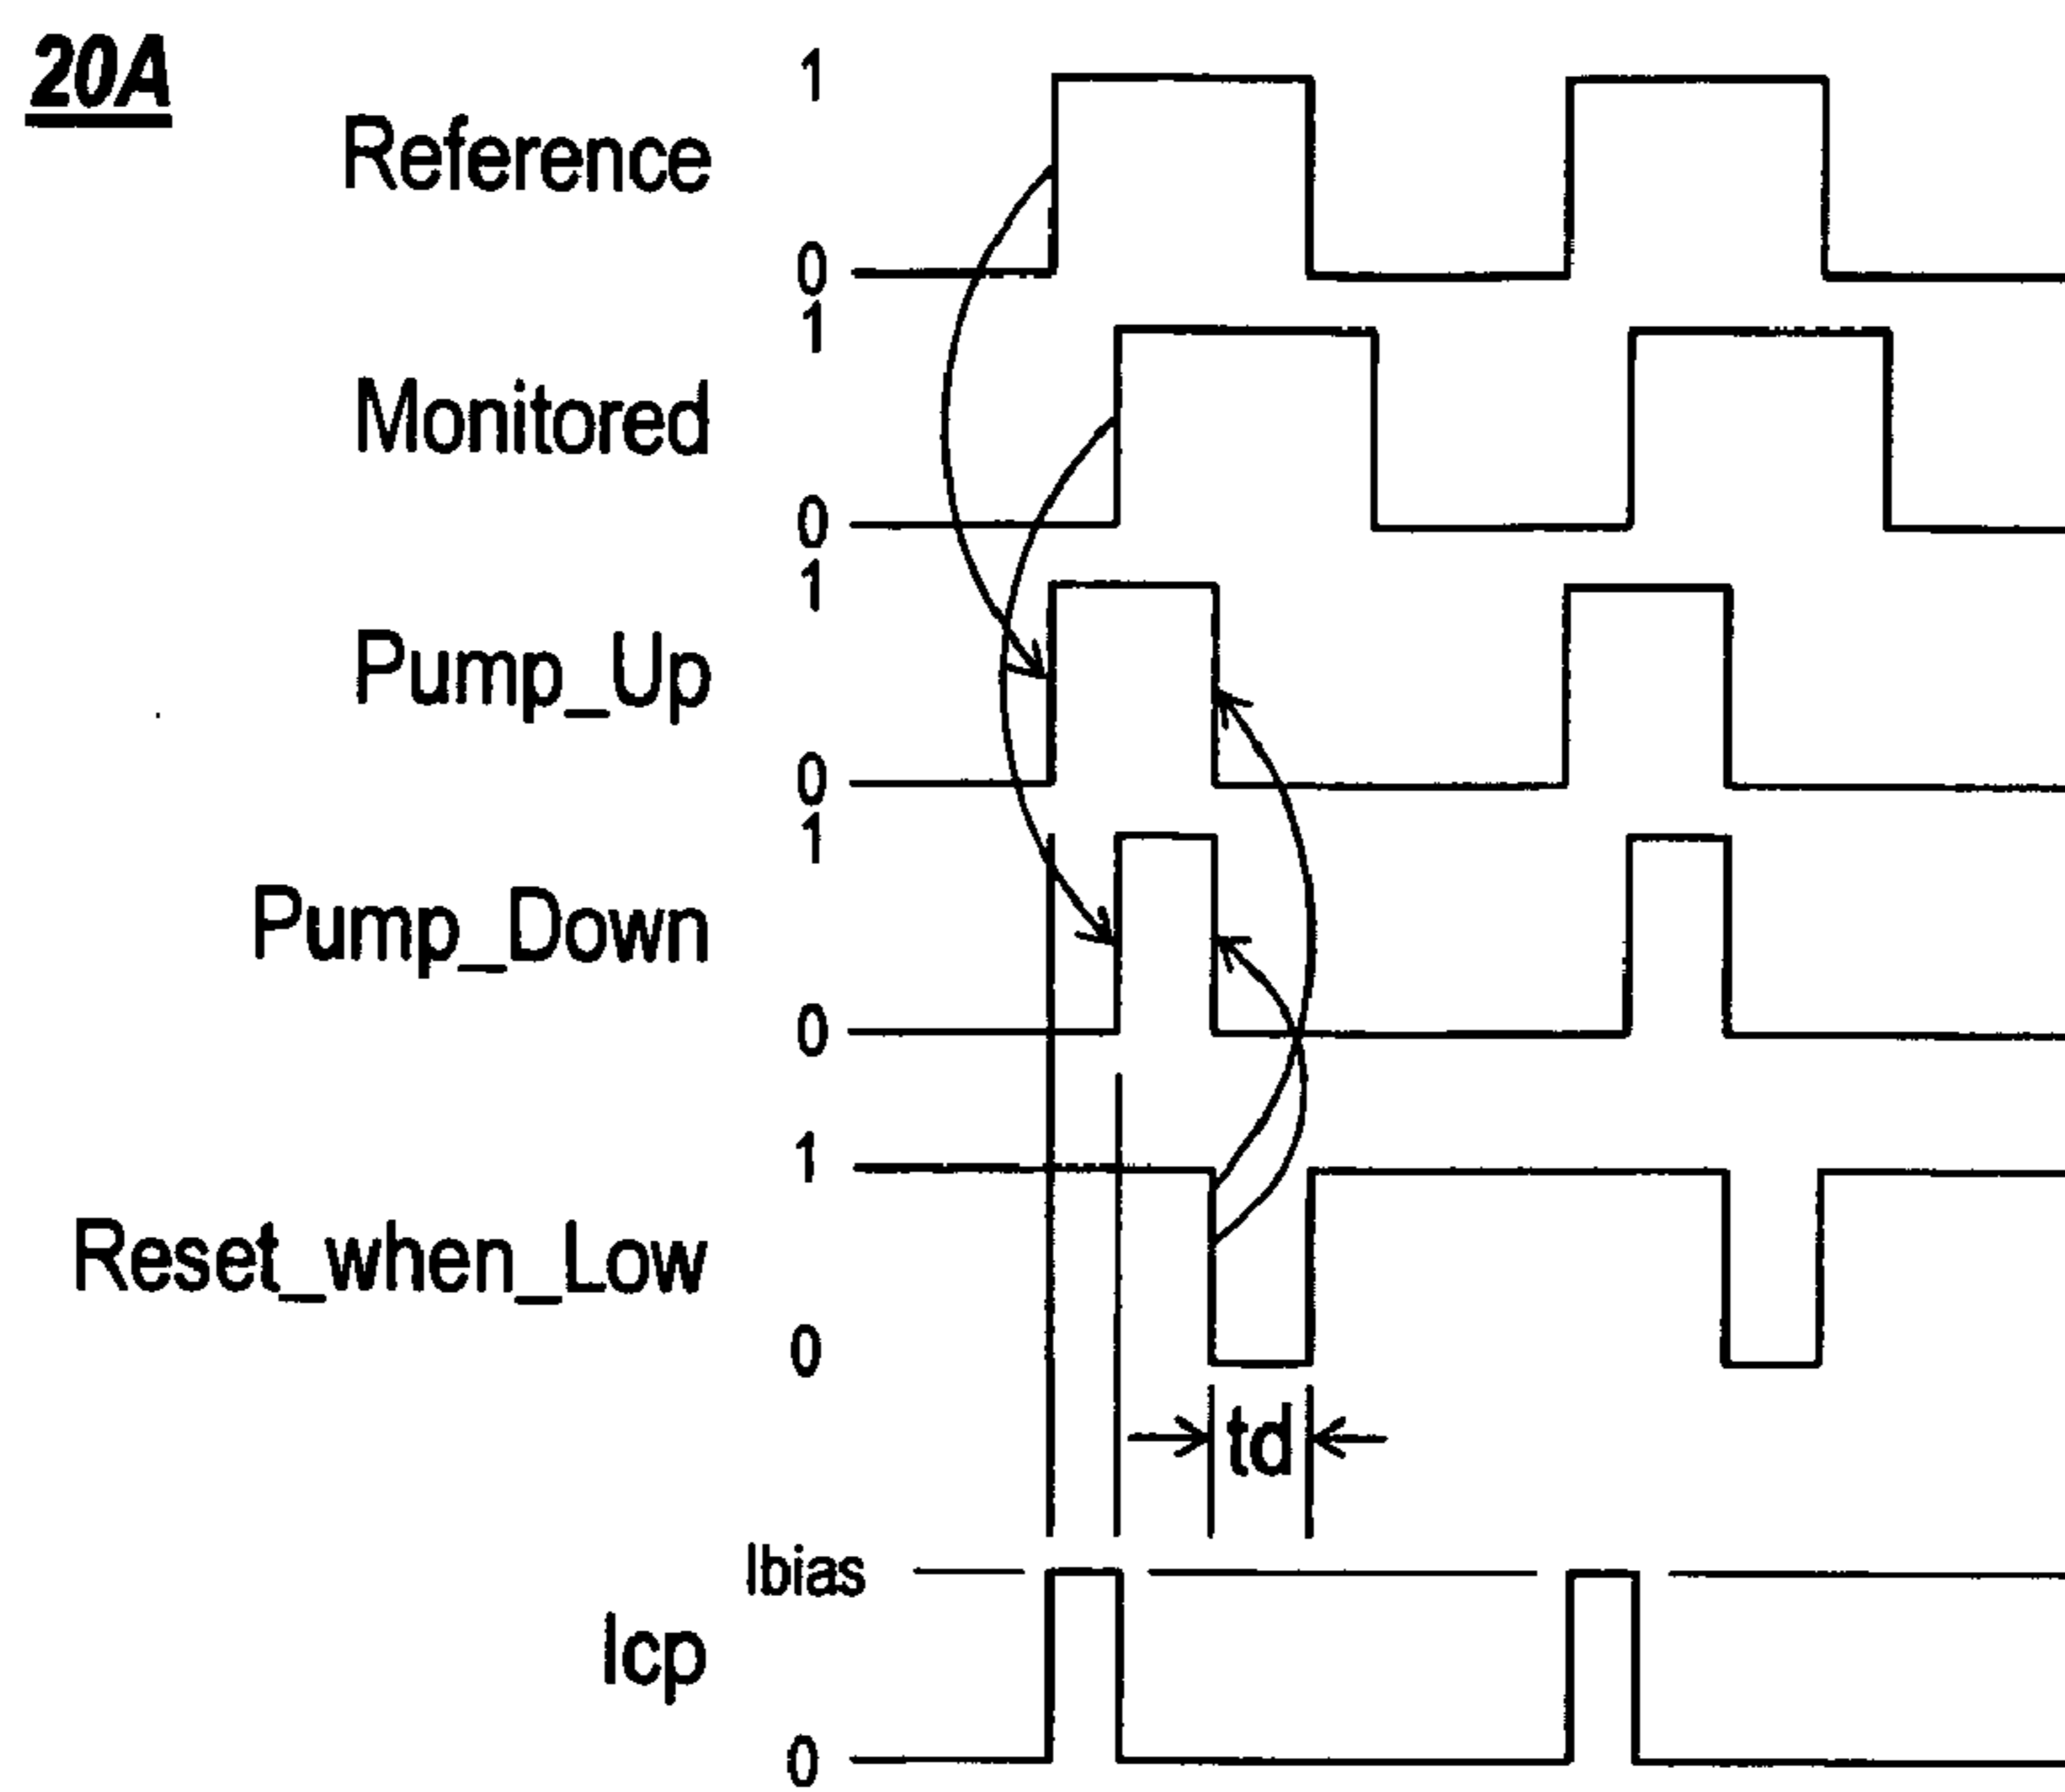 20A
1
Reference
0
1
Monitored
0
1
Pump_Up
0
1
Pump_Down
0
1
Reset_when_Low
0
td
Ibias
Icp
0